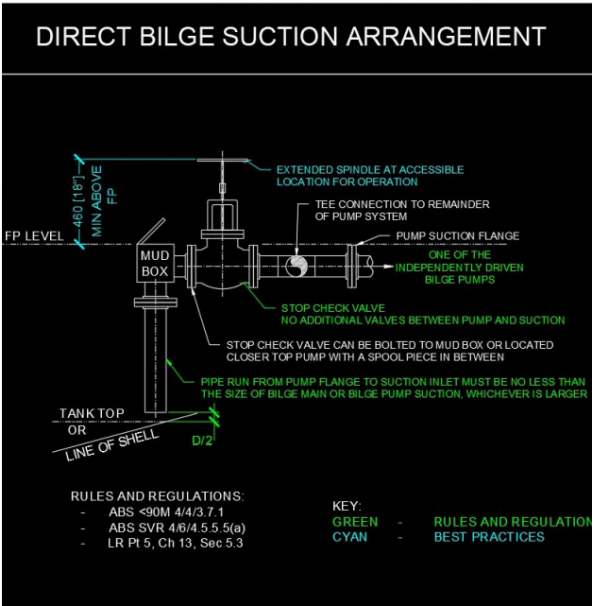 DIRECT BILGE SUCTION ARRANGEMENT
460 [18"]
MIN ABOVE
FP
EXTENDED SPINDLE AT ACCESSIBLE
LOCATION FOR OPERATION
TEE CONNECTION TO REMAINDER
OF PUMP SYSTEM
FP LEVEL
PUMP SUCTION FLANGE
MUD
BOX
ONE OF THE
INDEPENDENTLY DRIVEN
BILGE PUMPS
STOP CHECK VALVE
NO ADDITIONAL VALVES BETWEEN PUMP AND SUCTION
STOP CHECK VALVE CAN BE BOLTED TO MUD BOX OR LOCATED
CLOSER TOP PUMP WITH A SPOOL PIECE IN BETWEEN
PIPE RUN FROM PUMP FLANGE TO SUCTION INLET MUST BE NO LESS THAN
THE SIZE OF BILGE MAIN OR BILGE PUMP SUCTION, WHICHEVER IS LARGER
TANK TOP
OR
LINE OF SHELL
D/2
RULES AND REGULATIONS:
- ABS <90M 4/4/3.7.1
- ABS SVR 4/6/4.5.5.5(a)
- LR Pt 5, Ch 13, Sec 5.3
KEY:
GREEN - RULES AND REGULATION
CYAN - BEST PRACTICES